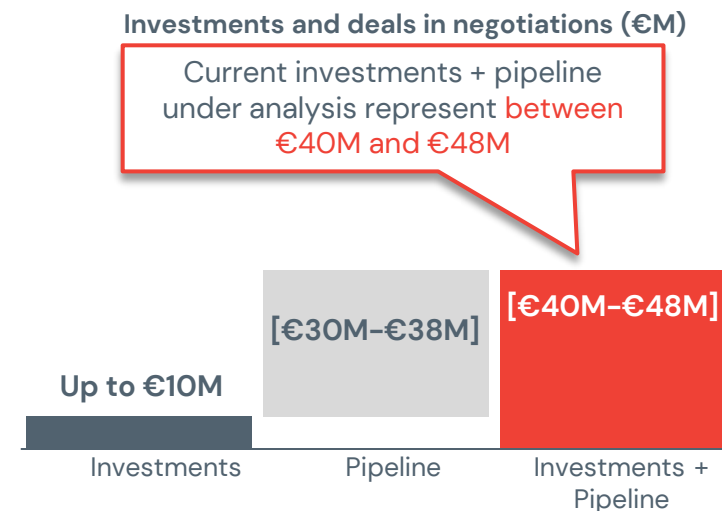 Investments and deals in negotiations (€M)
Current investments + pipeline
under analysis represent between
€40M and €48M
[€40M-€48M]
[€30M-€38M]
Up to €10M
Investments
Pipeline
Investments +
Pipeline